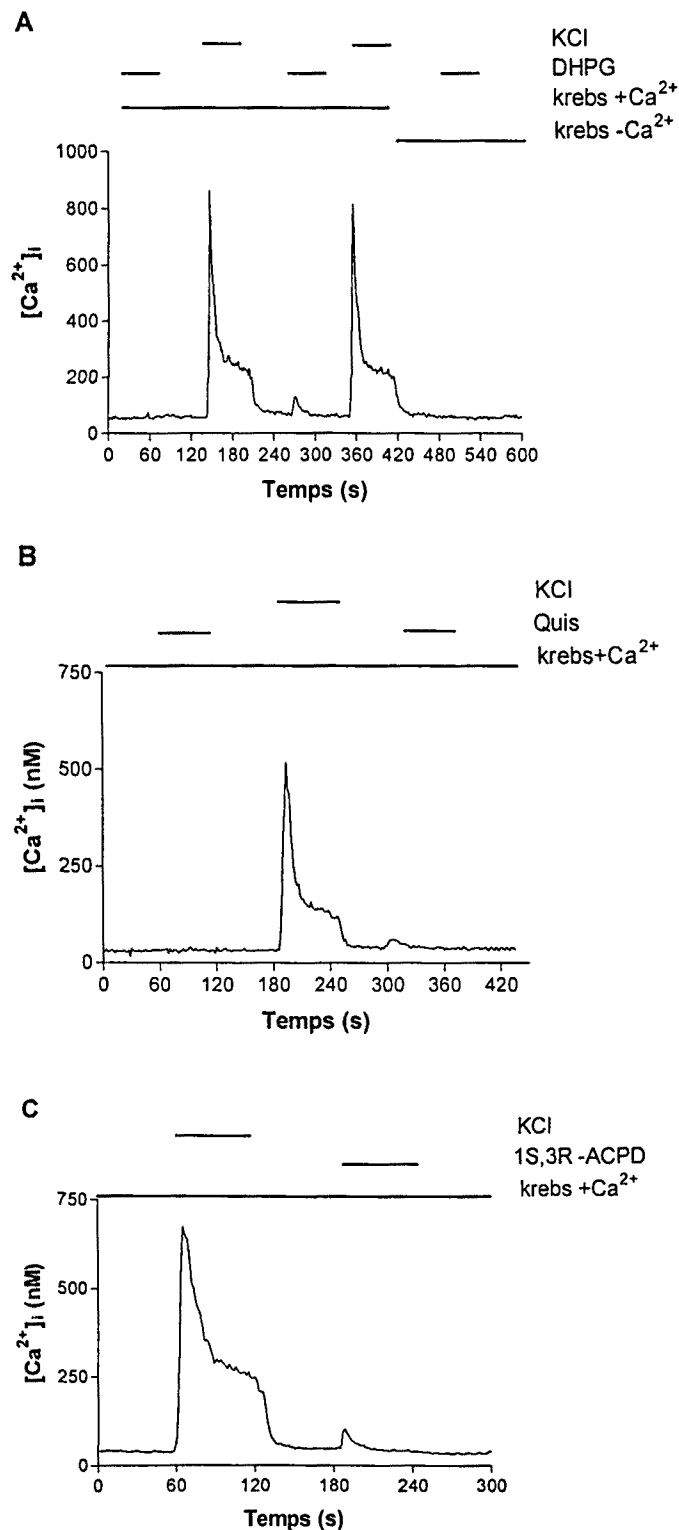 A
KCl
DHPG
krebs +Ca2+
krebs -Ca2+
1000
800
600
400
200
0
[Ca2+]i
0 60 120 180 240 300 360 420 480 540 600
Temps (s)
B
KCl
Quis
krebs+Ca2+
750
500
250
0
[Ca2+]i (nM)
0 60 120 180 240 300 360 420
Temps (s)
C
KCl
1S,3R -ACPD
krebs +Ca2+
750
500
250
0
[Ca2+]i (nM)
0 60 120 180 240 300
Temps (s)